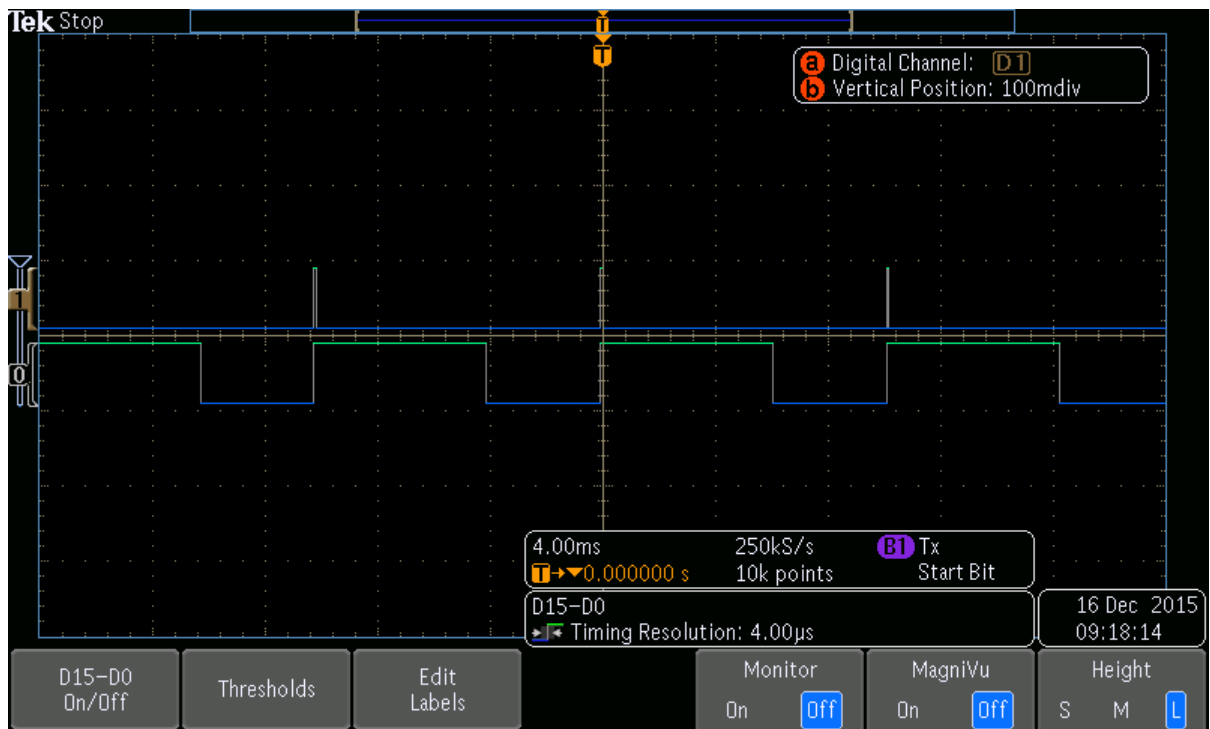 Tek Stop
T
T
a Digital Channel: D1
b Vertical Position: 100mdiv
1
0
4.00ms 250kS/s B1 Tx
T→▼0.000000 s 10k points Start Bit
D15-D0
Timing Resolution: 4.00µs
16 Dec 2015
09:18:14
D15-D0
On/Off
Thresholds
Edit
Labels
Monitor
On Off
MagniVu
On Off
Height
S M L